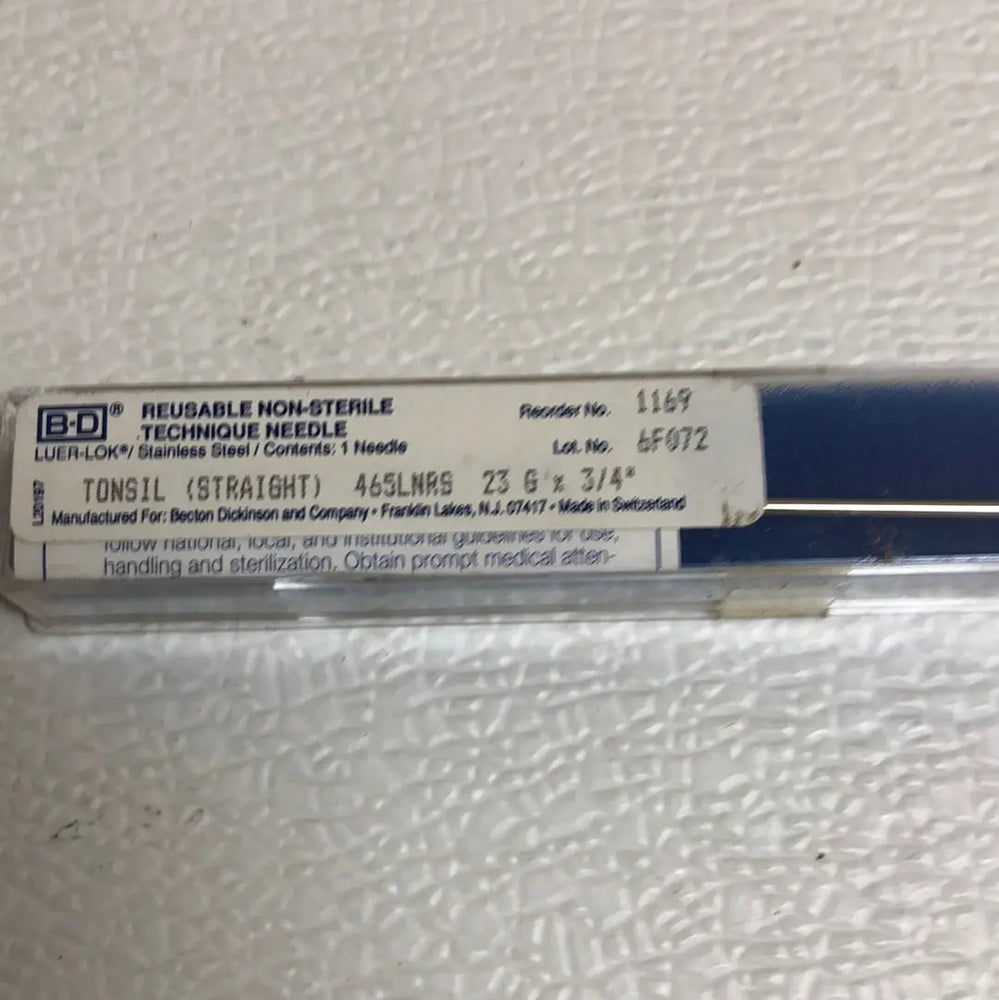 B-D® REUSABLE NON-STERILE
TECHNIQUE NEEDLE
LUER-LOK®/ Stainless Steel / Contents: 1 Needle
Reorder No. 1169
Lot. No. 6F072
TONSIL (STRAIGHT) 465LNRS 23 G x 3/4"
Manufactured For: Becton Dickinson and Company • Franklin Lakes, N.J. 07417 • Made in Switzerland
follow national, local, and institutional guidelines for use,
handling and sterilization. Obtain prompt medical atten-